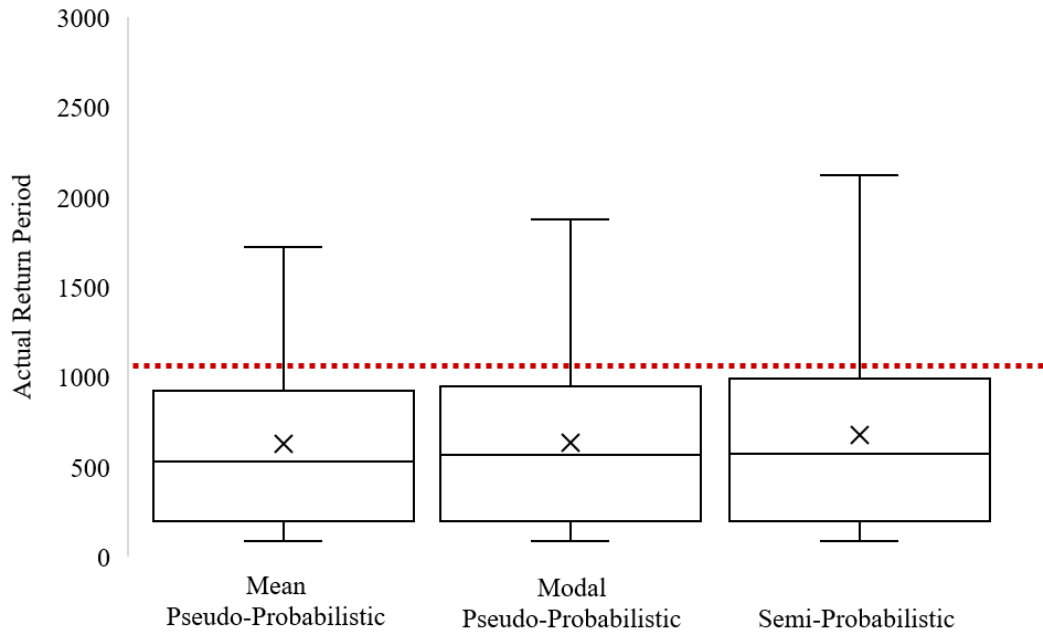 3000
2500
2000
1500
1000
500
0
Actual Return Period
Mean
Pseudo-Probabilistic
Modal
Pseudo-Probabilistic
Semi-Probabilistic